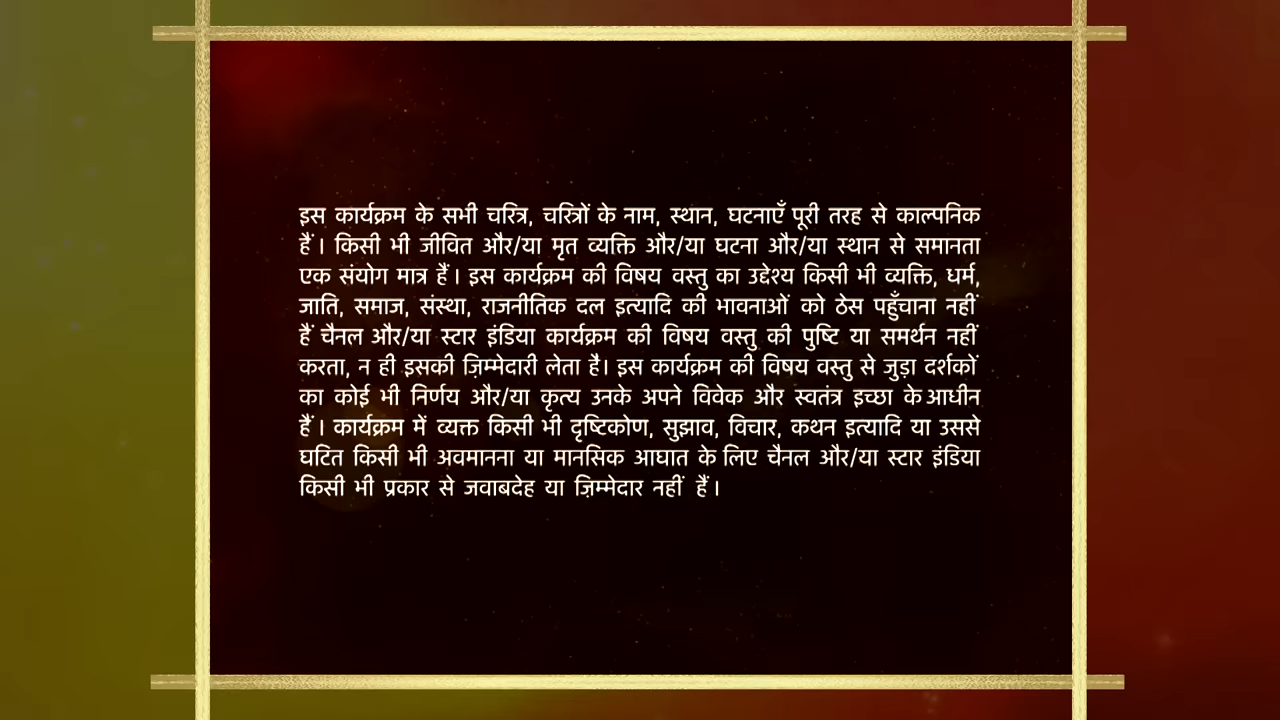 इस कार्यक्रम के सभी चरित्र, चरित्रों के नाम, स्थान, घटनाएँ पूरी तरह से काल्पनिक
हैं । किसी भी जीवित और/या मृत व्यक्ति और/या घटना और/या स्थान से समानता
एक संयोग मात्र हैं । इस कार्यक्रम की विषय वस्तु का उद्देश्य किसी भी व्यक्ति, धर्म,
जाति, समाज, संस्था, राजनीतिक दल इत्यादि की भावनाओं को ठेस पहुँचाना नहीं
हैं चैनल और/या स्टार इंडिया कार्यक्रम की विषय वस्तु की पुष्टि या समर्थन नहीं
करता, न ही इसकी ज़िम्मेदारी लेता है। इस कार्यक्रम की विषय वस्तु से जुड़ा दर्शकों
का कोई भी निर्णय और/या कृत्य उनके अपने विवेक और स्वतंत्र इच्छा के आधीन
हैं । कार्यक्रम में व्यक्त किसी भी दृष्टिकोण, सुझाव, विचार, कथन इत्यादि या उससे
घटित किसी भी अवमानना या मानसिक आघात के लिए चैनल और/या स्टार इंडिया
किसी भी प्रकार से जवाबदेह या ज़िम्मेदार नहीं हैं ।